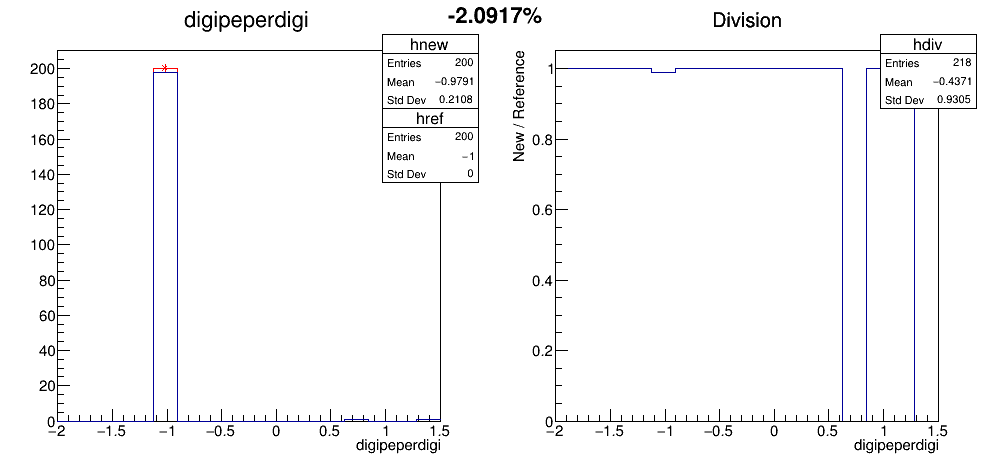 -2.0917%
digipeperdigi
hnew
Entries 200
Mean −0.9791
Std Dev 0.2108
href
Entries 200
Mean −1
Std Dev 0
200
180
160
140
120
100
80
60
40
20
0
−2 −1.5 −1 −0.5 0 0.5 1 1.5
digipeperdigi
Division
hdiv
Entries 218
Mean −0.4371
Std Dev 0.9305
New / Reference
1
0.8
0.6
0.4
0.2
0
−2 −1.5 −1 −0.5 0 0.5 1 1.5
digipeperdigi